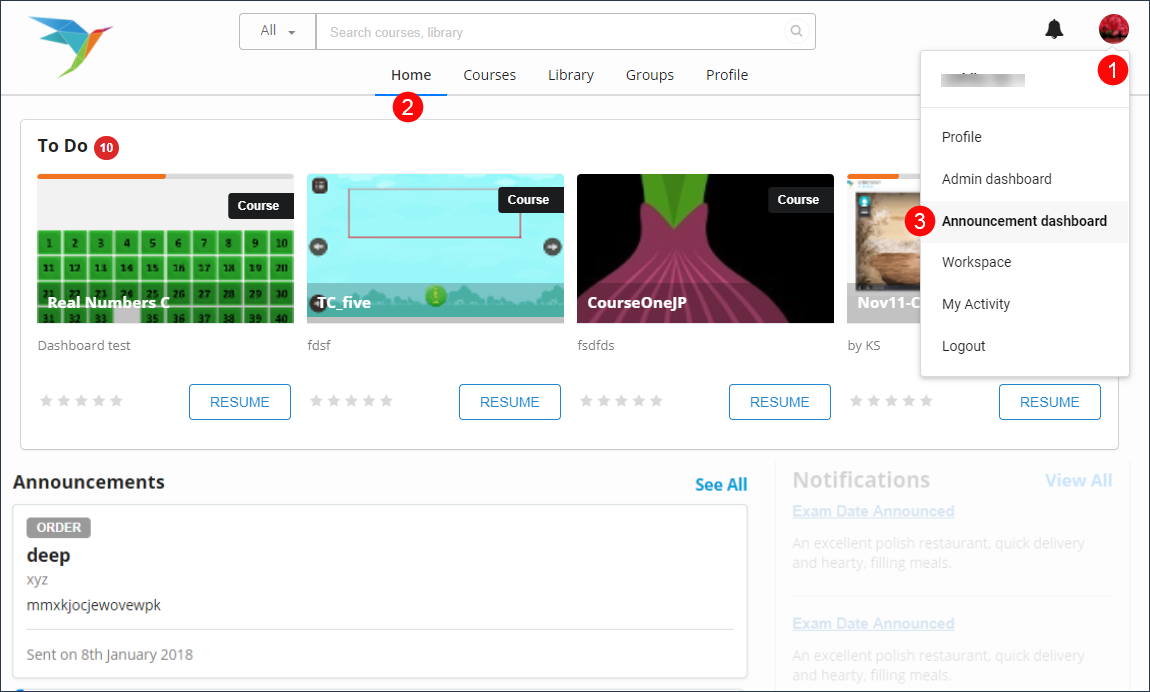 All
Search courses, library
1
Home
Courses
Library
Groups
Profile
2
Profile
Admin dashboard
3
Announcement dashboard
Workspace
My Activity
Logout
To Do 10
Course
1 2 3 4 5 6 7 8 9 10
11 12 13 14 15 16 17 18 19 20
26 27 28 29 30
31 32 33 35 36 37 38 39 40
Real Numbers C
Dashboard test
RESUME
Course
TC_five
fdsf
RESUME
Course
CourseOneJP
fsdfds
RESUME
Nov11-C
by KS
RESUME
Announcements
See All
ORDER
deep
xyz
mmxkjocjewovewpk
Sent on 8th January 2018
Notifications
View All
Exam Date Announced
An excellent polish restaurant, quick delivery
and hearty, filling meals.
Exam Date Announced
An excellent polish restaurant, quick delivery
and hearty, filling meals.